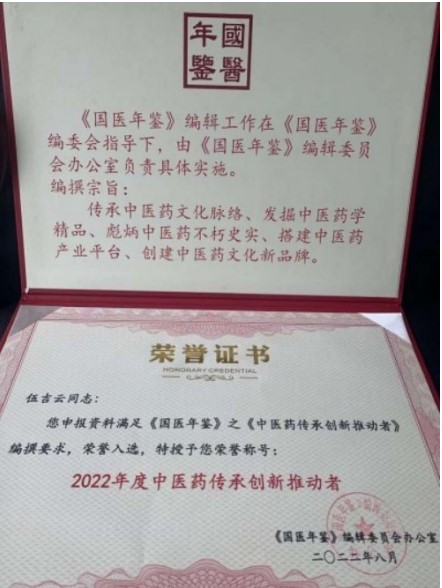 國醫年鑒
《国医年鉴》编辑工作在《国医年鉴》
编委会指导下，由《国医年鉴》编辑委员
会办公室负责具体实施。
编撰宗旨：
传承中医药文化脉络、发掘中医药学
精品、彪炳中医药不朽史实、搭建中医药
产业平台、创建中医药文化新品牌。
荣誉证书
HONORARY CREDENTIAL
伍吉云同志：
您申报资料满足《国医年鉴》之《中医药传承创新推动者》
编撰要求，荣誉入选，特授予您荣誉称号：
2022年度中医药传承创新推动者
《国医年鉴》编辑委员会办公室
二〇二二年八月